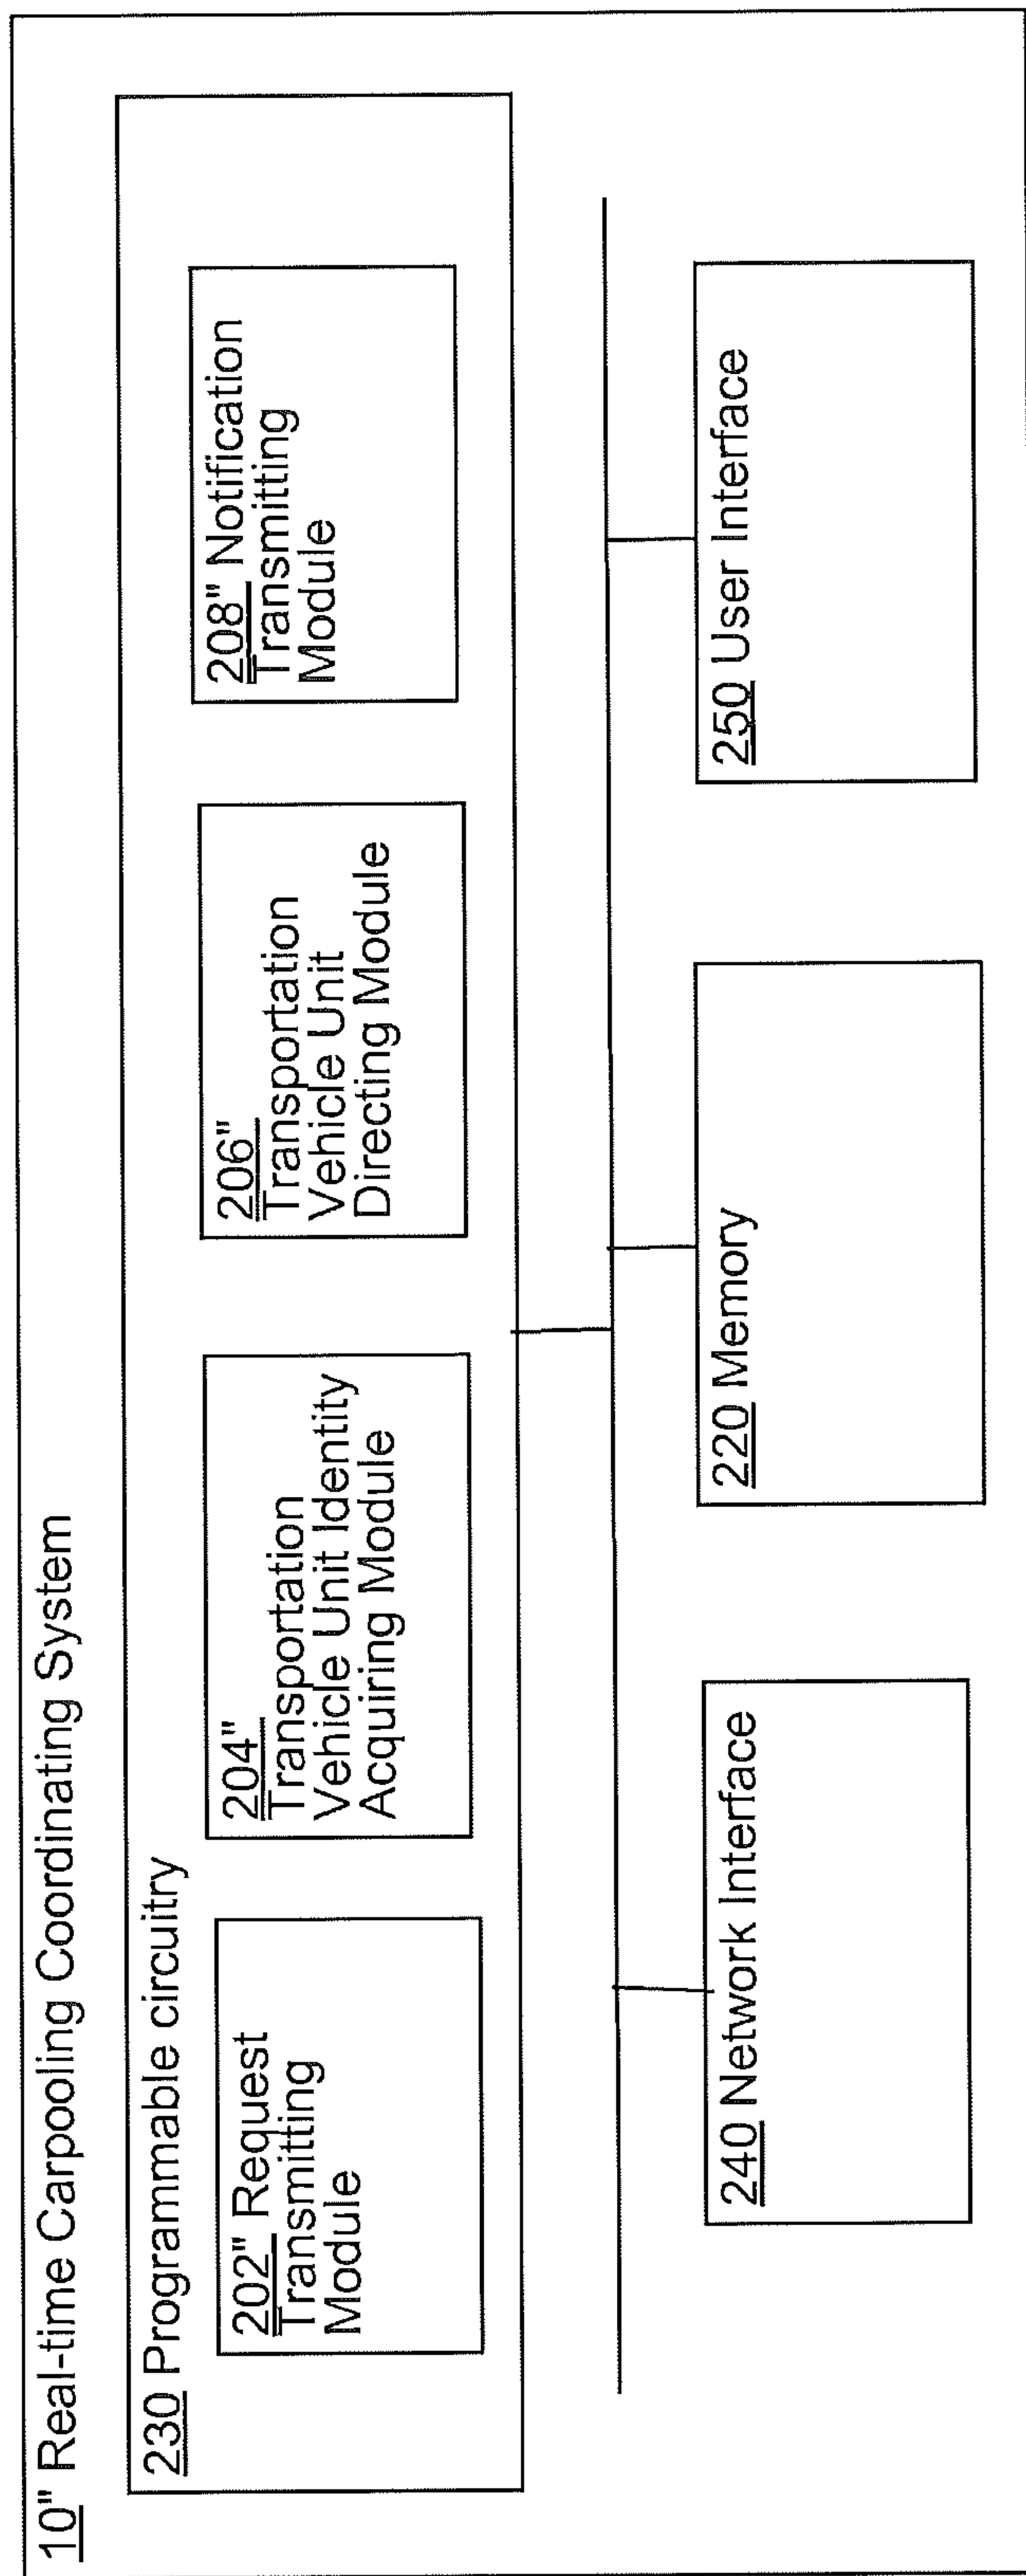 10" Real-time Carpooling Coordinating System
230 Programmable circuitry
202" Request
Transmitting
Module
204"
Transportation
Vehicle Unit Identity
Acquiring Module
206"
Transportation
Vehicle Unit
Directing Module
208" Notification
Transmitting
Module
240 Network Interface
220 Memory
250 User Interface